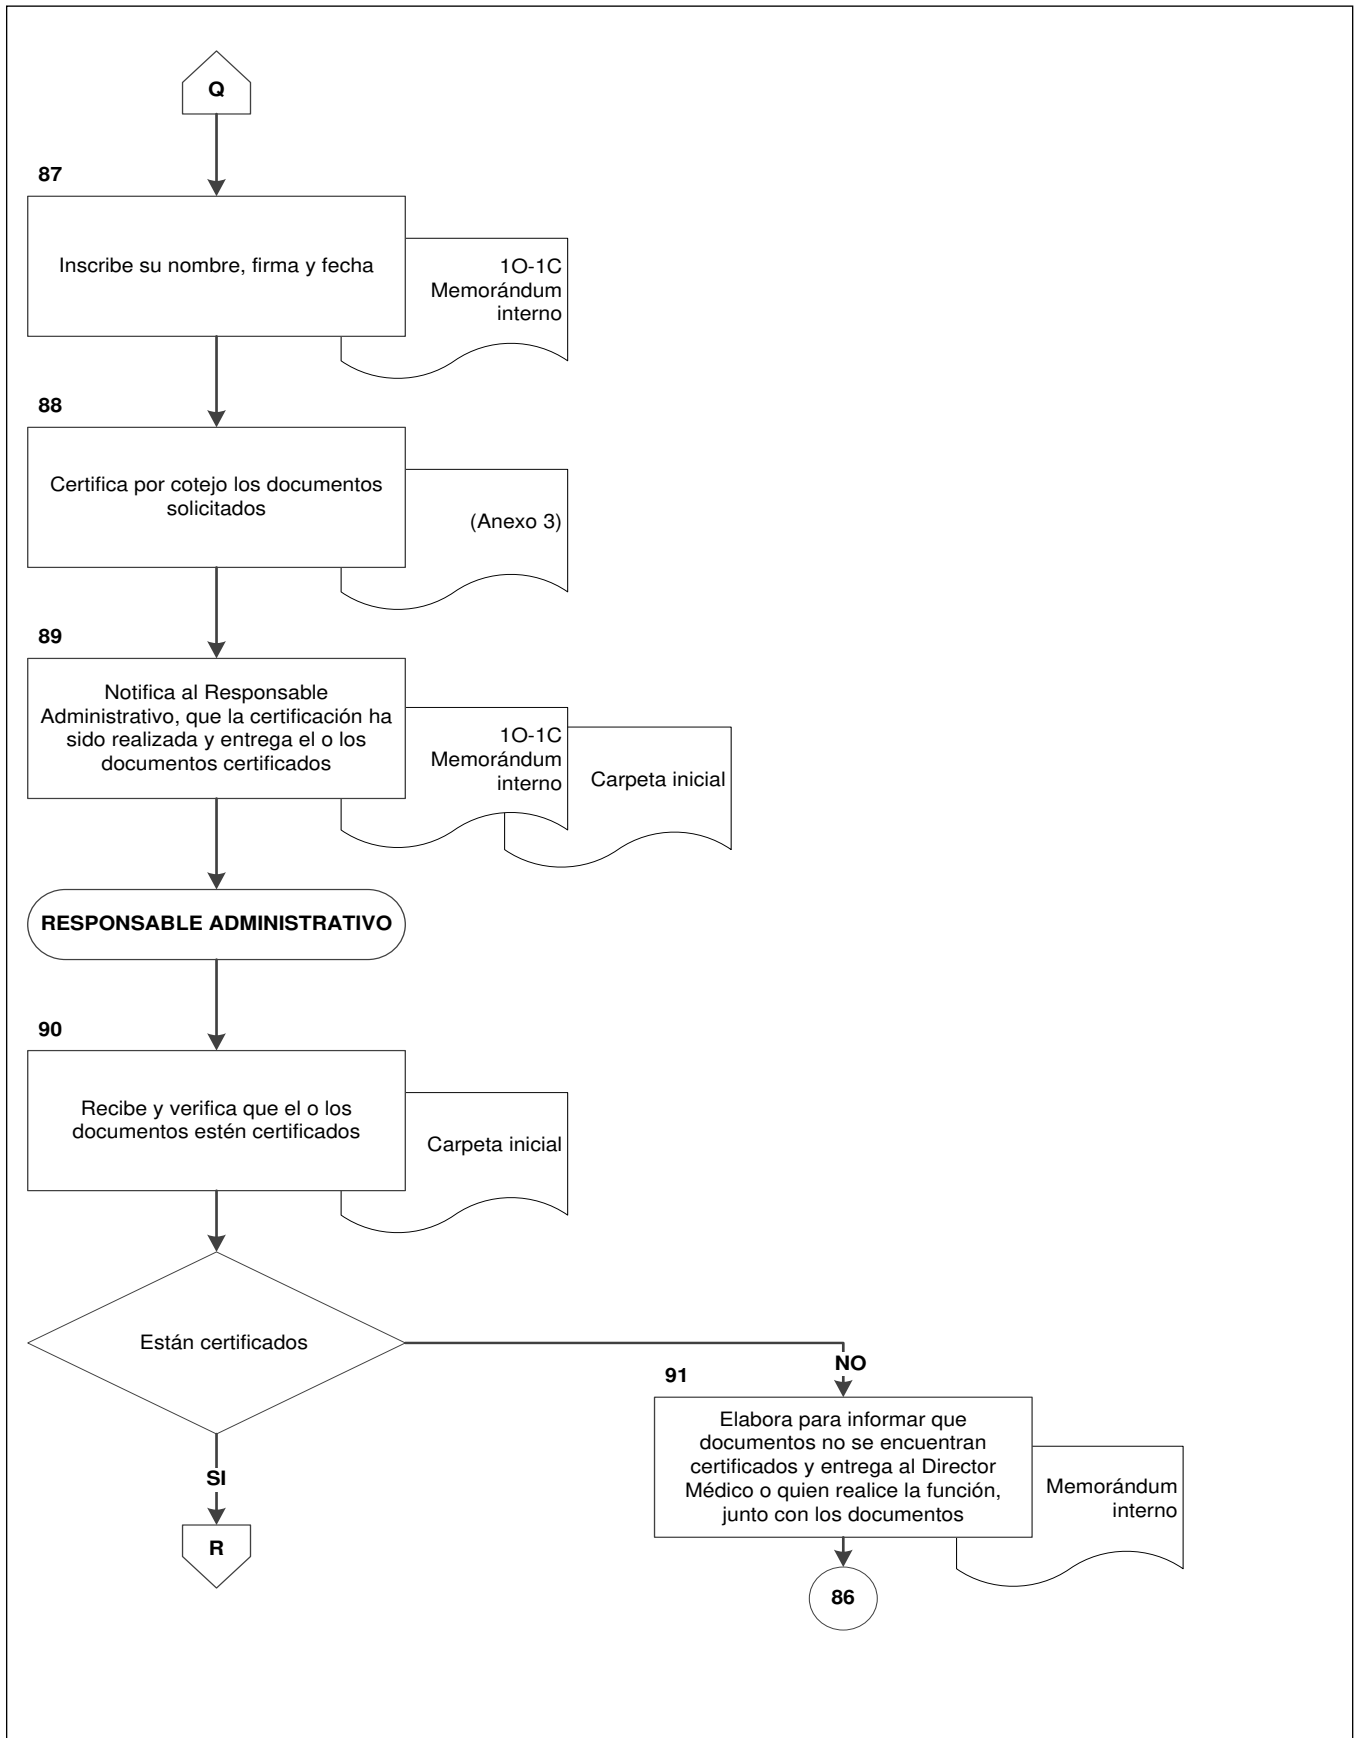 Q
87
Inscribe su nombre, firma y fecha
1O-1C
Memorándum
interno
88
Certifica por cotejo los documentos
solicitados
(Anexo 3)
89
Notifica al Responsable
Administrativo, que la certificación ha
sido realizada y entrega el o los
documentos certificados
1O-1C
Memorándum
interno
Carpeta inicial
RESPONSABLE ADMINISTRATIVO
90
Recibe y verifica que el o los
documentos estén certificados
Carpeta inicial
Están certificados
NO
91
Elabora para informar que
documentos no se encuentran
certificados y entrega al Director
Médico o quien realice la función,
junto con los documentos
Memorándum
interno
SI
R
86